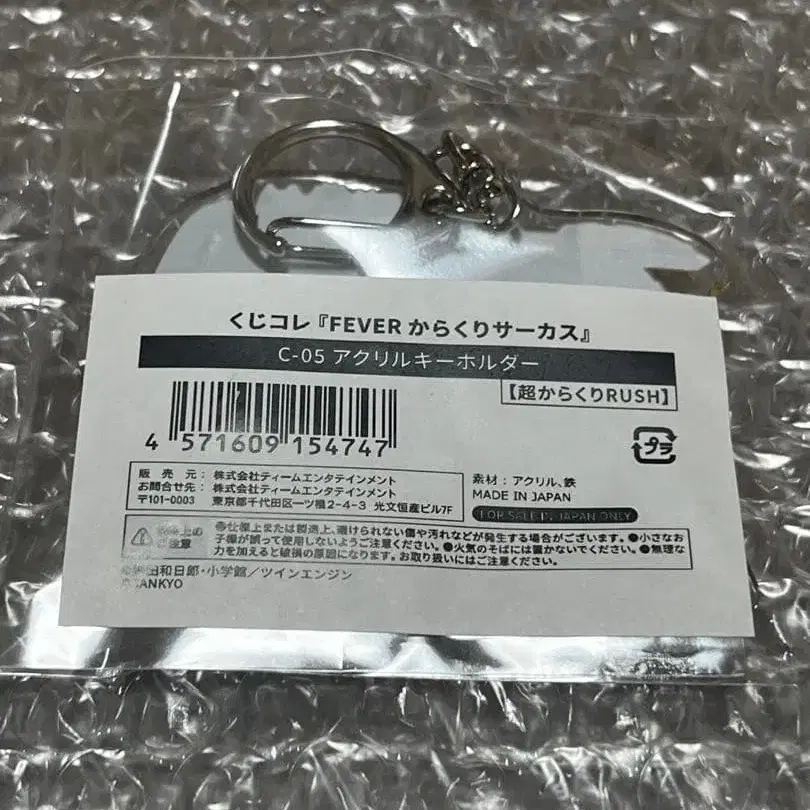 くじコレ『FEVERからくりサーカス』
C-05 アクリルキーホルダー
【超からくりRUSH】
4 571609 154747
プラ
販売元: 株式会社ティームエンタテインメント
お問合せ先: 株式会社ティームエンタテインメント
〒101-0003 東京都千代田区一ツ橋2-4-3 光文恒産ビル7F
素材:アクリル、鉄
MADE IN JAPAN
FOR SALE IN JAPAN ONLY
上の
ご注意
●仕様上または製造上、避けられない傷や汚れなどが発生する場合がございます。●小さなお
子様が誤って使用しないようご注意ください。●火気のそばには置かないでください。●無理な
力を加えると破損の原因になります。お取り扱いにはご注意ください。
田和日郎・小学館/ツインエンジン
©SANKYO